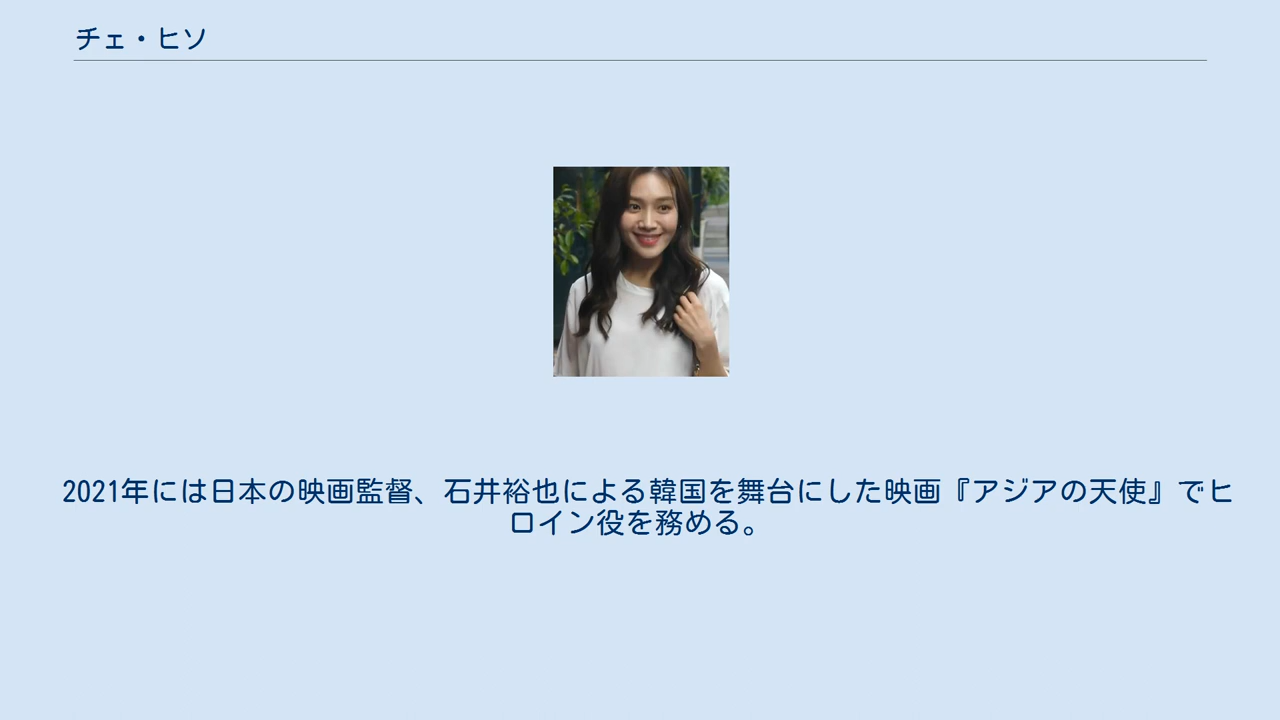 チェ・ヒソ
2021年には日本の映画監督、石井裕也による韓国を舞台にした映画『アジアの天使』でヒ
ロイン役を務める。